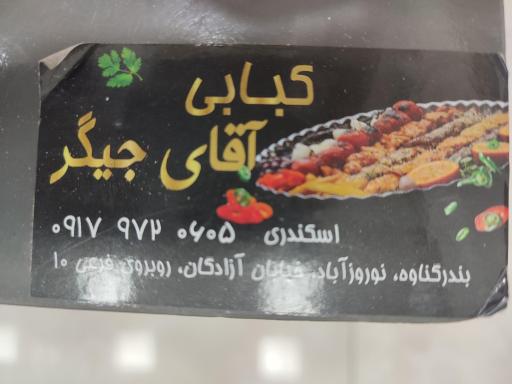 کبابی
آقای جیگر
اسکندری ۰۹۱۷ ۹۷۲ ۰۶۰۵
بندرگناوه، نوروزآباد، خیابان آزادگان، روبروی فرعی ۱۰